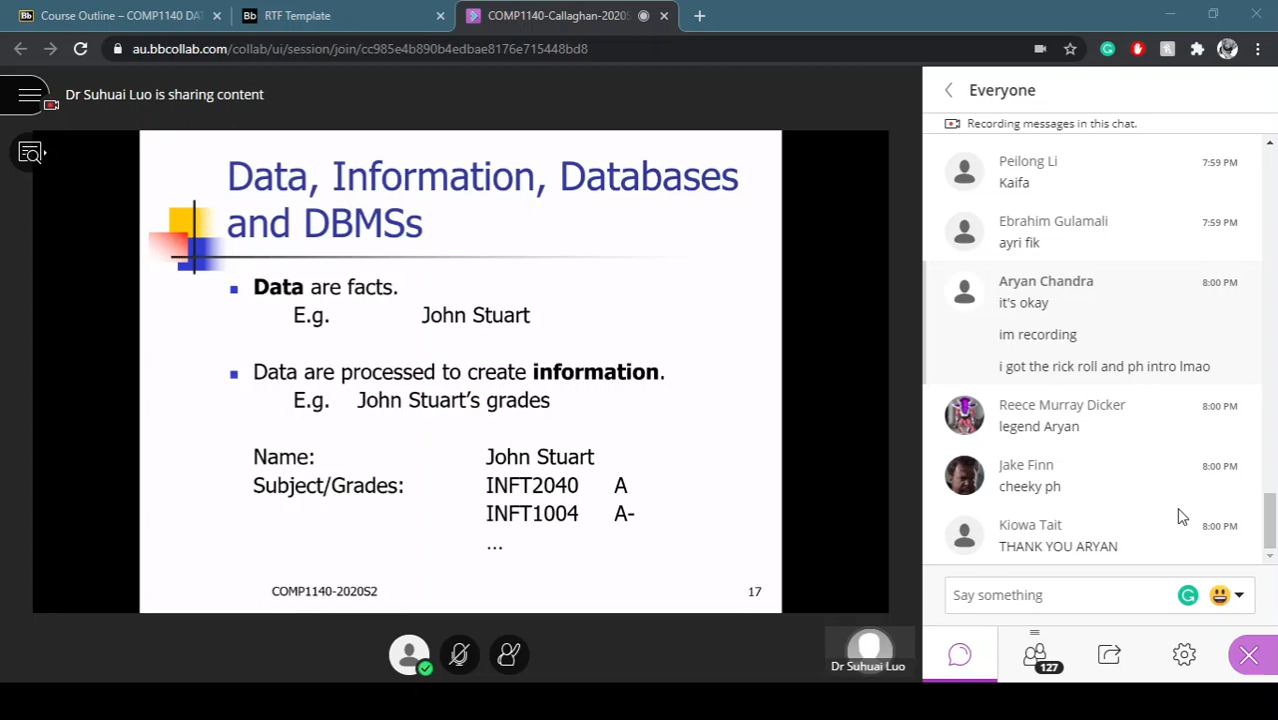 Course Outline – COMP1140 DAT
RTF Template
COMP1140-Callaghan-2020S
au.bbcollab.com/collab/ui/session/join/cc985e4b890b4edbae8176e715448bd8
Dr Suhuai Luo is sharing content
Data, Information, Databases
and DBMSs
Data are facts.
E.g. John Stuart
Data are processed to create information.
E.g. John Stuart's grades
Name: John Stuart
Subject/Grades: INFT2040 A
INFT1004 A-
...
COMP1140-2020S2 17
Dr Suhuai Luo
Everyone
Recording messages in this chat.
Peilong Li 7:59 PM
Kaifa
Ebrahim Gulamali 7:59 PM
ayri fik
Aryan Chandra 8:00 PM
it's okay
im recording
i got the rick roll and ph intro lmao
Reece Murray Dicker 8:00 PM
legend Aryan
Jake Finn 8:00 PM
cheeky ph
Kiowa Tait 8:00 PM
THANK YOU ARYAN
Say something
127